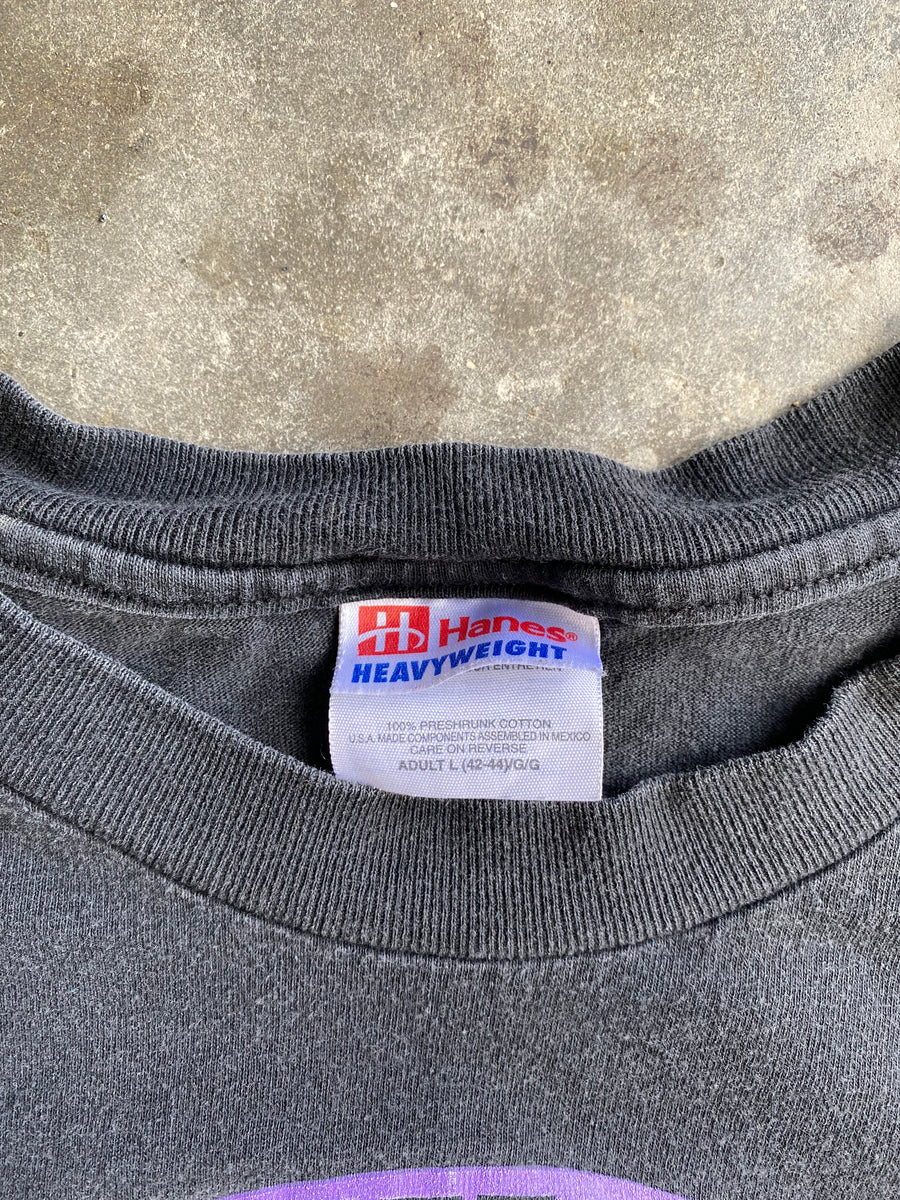 Hanes®
HEAVYWEIGHT
100% PRESHRUNK COTTON
U.S.A. MADE COMPONENTS ASSEMBLED IN MEXICO
CARE ON REVERSE
ADULT L (42-44)/G/G